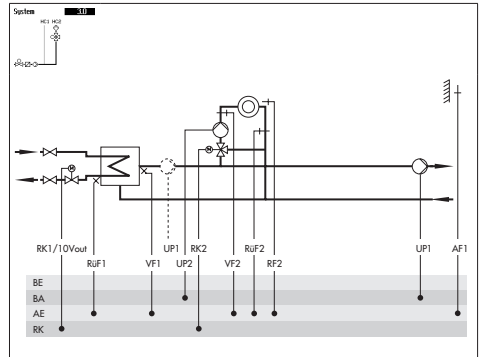 System 3.0
HC1 HC2
M
M
RK1/10Vout UP1 RK2 RüF2 UP1 AF1
RüF1 VF1 UP2 VF2 RF2
BE
BA
AE
RK